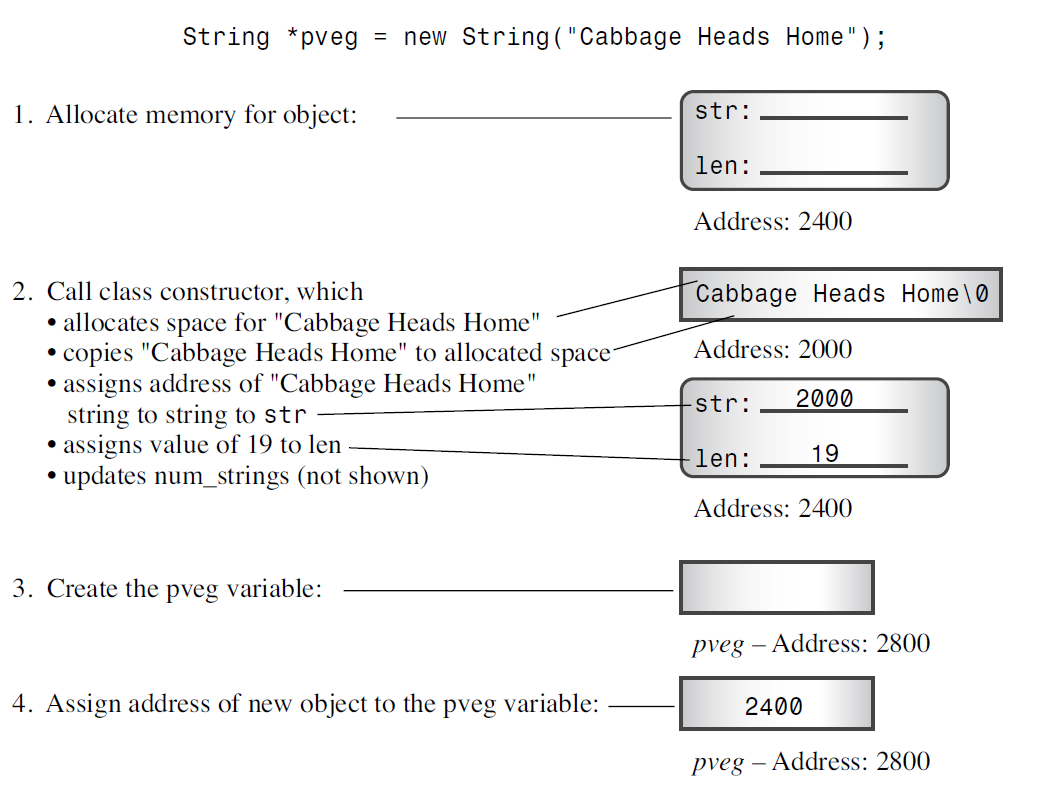 String *pveg = new String("Cabbage Heads Home");
1. Allocate memory for object:
str:
len:
Address: 2400
2. Call class constructor, which
• allocates space for "Cabbage Heads Home"
• copies "Cabbage Heads Home" to allocated space
• assigns address of "Cabbage Heads Home"
string to string to str
• assigns value of 19 to len
• updates num_strings (not shown)
Cabbage Heads Home\0
Address: 2000
str: 2000
len: 19
Address: 2400
3. Create the pveg variable:
pveg – Address: 2800
4. Assign address of new object to the pveg variable:
2400
pveg – Address: 2800